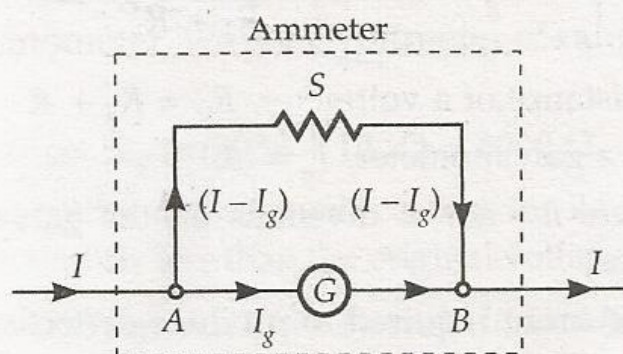 Ammeter
S
(I – I_g) (I – I_g)
I G I
A I_g B